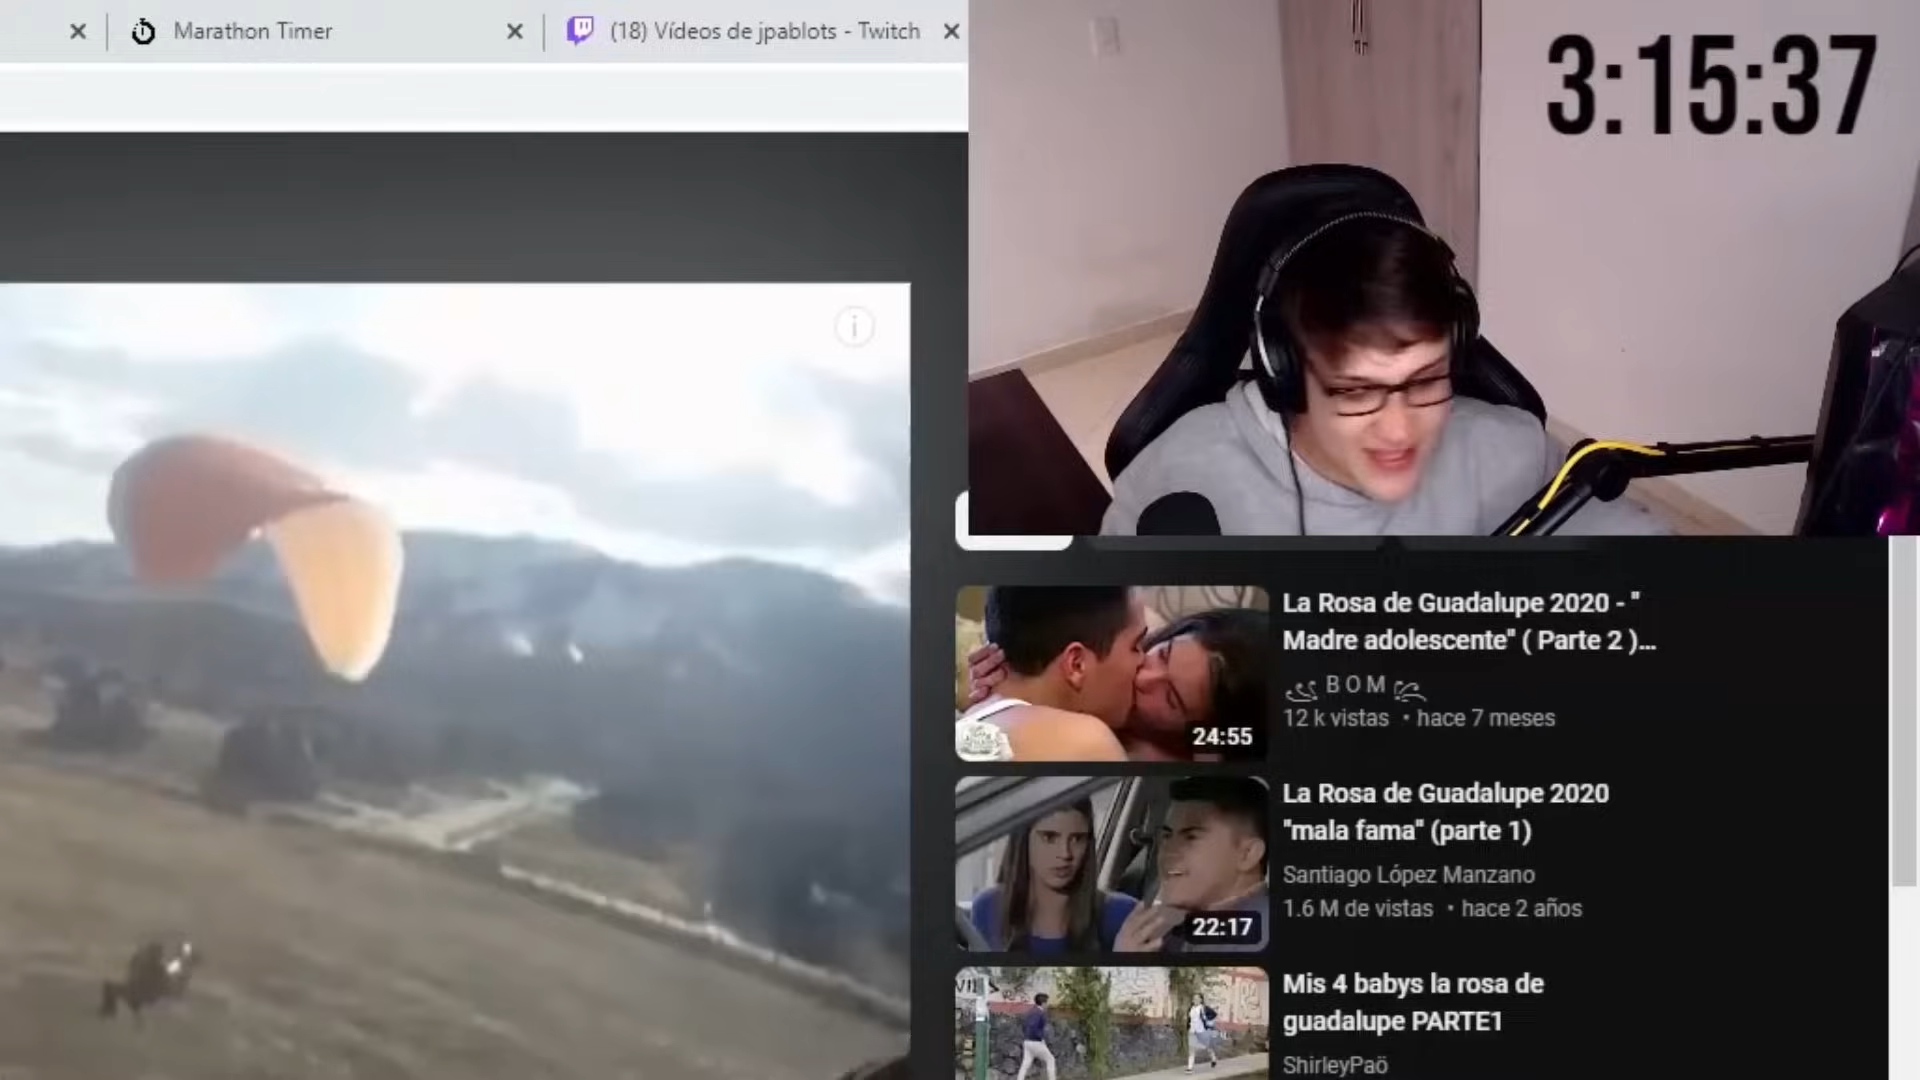 Marathon Timer
(18) Vídeos de jpablots - Twitch
3:15:37
La Rosa de Guadalupe 2020 - "
Madre adolescente" ( Parte 2 )...
B O M
12 k vistas • hace 7 meses
24:55
La Rosa de Guadalupe 2020
"mala fama" (parte 1)
Santiago López Manzano
1.6 M de vistas • hace 2 años
22:17
Mis 4 babys la rosa de
guadalupe PARTE1
ShirleyPaö